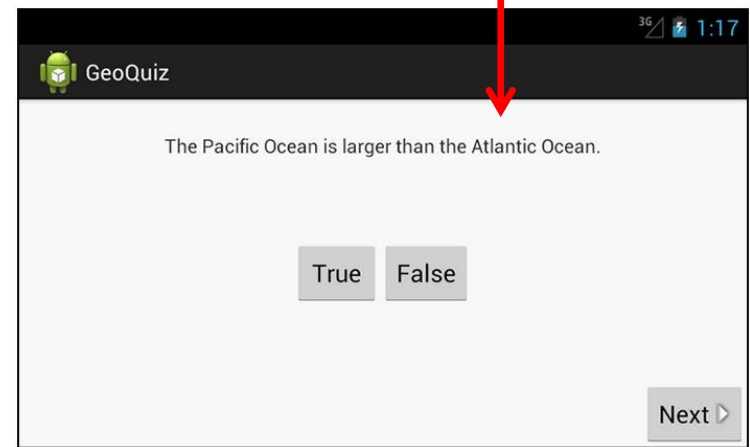 3G 1:17
GeoQuiz
The Pacific Ocean is larger than the Atlantic Ocean.
True False
Next